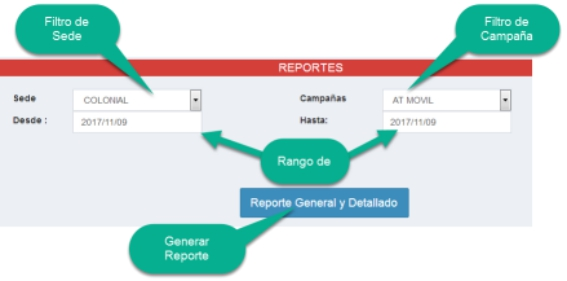 Filtro de
Sede
Filtro de
Campaña
REPORTES
Sede
COLONIAL
Campañas
AT MOVIL
Desde :
2017/11/09
Hasta:
2017/11/09
Rango de
Reporte General y Detallado
Generar
Reporte